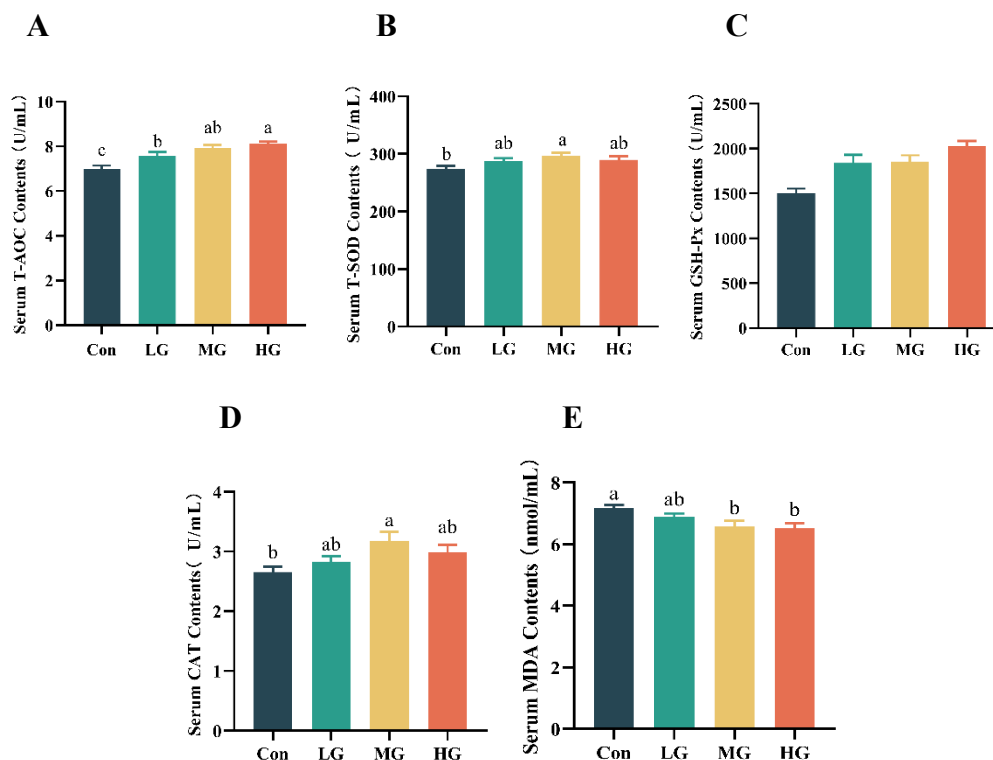 A
B
C
Serum T-AOC Contents (U/mL)
10
8
6
4
2
0
c
b
ab
a
Con LG MG HG
Serum T-SOD Contents ( U/mL)
400
300
200
100
0
b
ab
a
ab
Con LG MG HG
Serum GSH-Px Contents (U/mL)
2500
2000
1500
1000
500
0
Con LG MG HG
D
E
Serum CAT Contents( U/mL)
4
3
2
1
0
b
ab
a
ab
Con LG MG HG
Serum MDA Contents (nmol/mL)
8
6
4
2
0
a
ab
b
b
Con LG MG HG